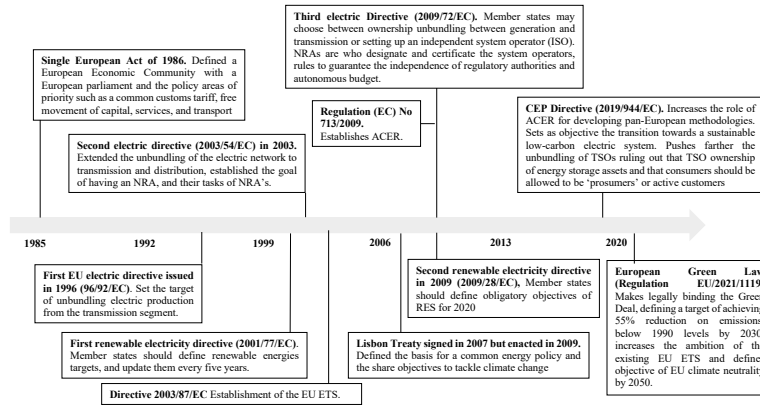 Third electric Directive (2009/72/EC). Member states may
choose between ownership unbundling between generation
and transmission or setting up an independent system
operator (ISO).
NRAs are who designate and certificate the system operators,
rules to guarantee the independence of regulatory authorities and
autonomous budget.
Single European Act of 1986. Defined a
European Economic Community with a
European parliament and the policy areas of
priority such as a common customs tariff, free
movement of capital, services, and transport
Regulation (EC) No
713/2009.
Establishes ACER.
CEP Directive (2019/944/EC). Increases the role of
ACER for developing pan-European methodologies.
Sets as objective the transition towards a sustainable
low-carbon electric system. Pushes farther the
unbundling of TSOs ruling out that TSO ownership
of energy storage assets and that consumers should be
allowed to be 'prosumers' or active customers
Second electric directive (2003/54/EC) in 2003.
Extended the unbundling of the electric network to
transmission and distribution, established the goal
of having an NRA, and their tasks of NRA's.
1985 1992 1999 2006 2013 2020
First EU electric directive issued
in 1996 (96/92/EC). Set the target
of unbundling electric production
from the transmission segment.
Second renewable electricity directive
in 2009 (2009/28/EC), Member states
should define obligatory objectives of
RES for 2020
European Green Law
(Regulation EU/2021/1119)
Makes legally binding the Green
Deal, defining a target of achieving
55% reduction on emissions
below 1990 levels by 2030
increases the ambition of the
existing EU ETS and define
objective of EU climate neutrality
by 2050.
First renewable electricity directive (2001/77/EC).
Member states should define renewable energies
targets, and update them every five years.
Lisbon Treaty signed in 2007 but enacted in 2009.
Defined the basis for a common energy policy and
the share objectives to tackle climate change
Directive 2003/87/EC Establishment of the EU ETS.